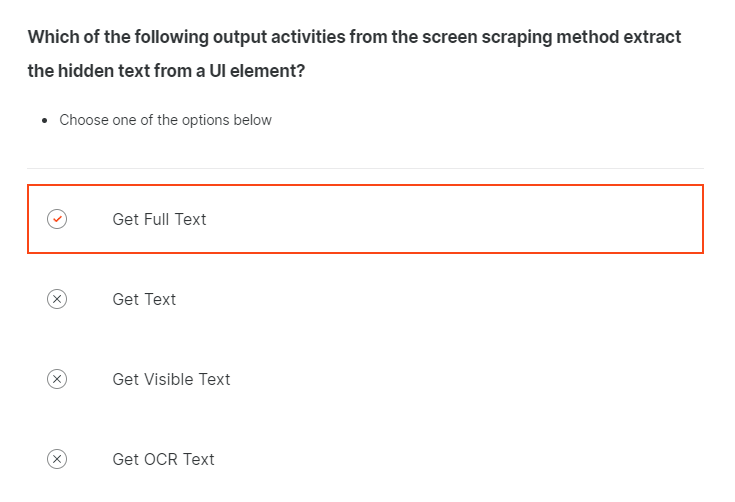 Which of the following output activities from the screen scraping method extract
the hidden text from a UI element?
• Choose one of the options below
Get Full Text
Get Text
Get Visible Text
Get OCR Text